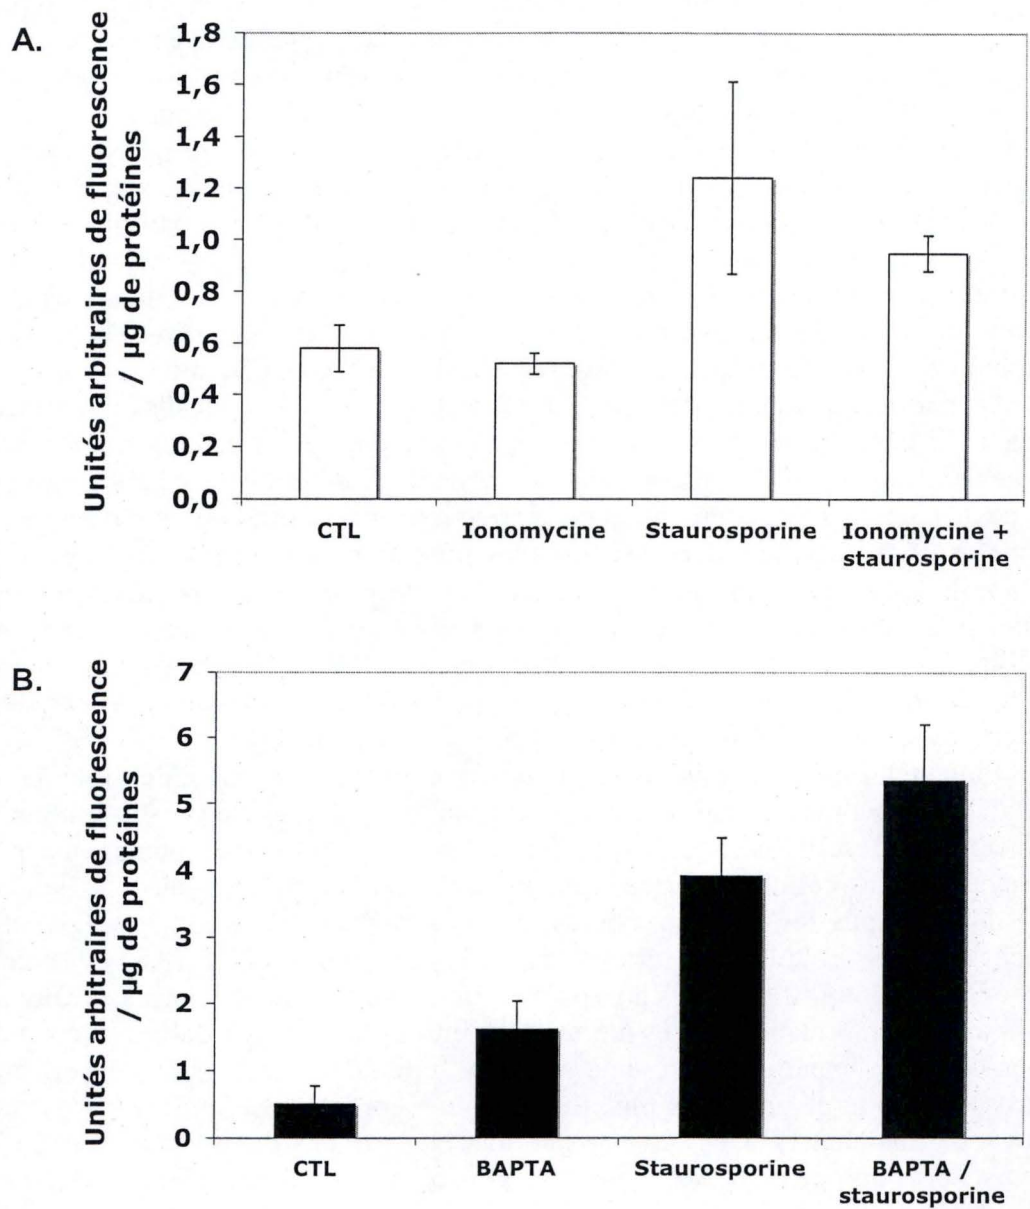 A.
Unités arbitraires de fluorescence
/ µg de protéines
1,8
1,6
1,4
1,2
1,0
0,8
0,6
0,4
0,2
0,0
CTL
Ionomycine
Staurosporine
Ionomycine +
staurosporine
B.
Unités arbitraires de fluorescence
/ µg de protéines
7
6
5
4
3
2
1
0
CTL
BAPTA
Staurosporine
BAPTA /
staurosporine